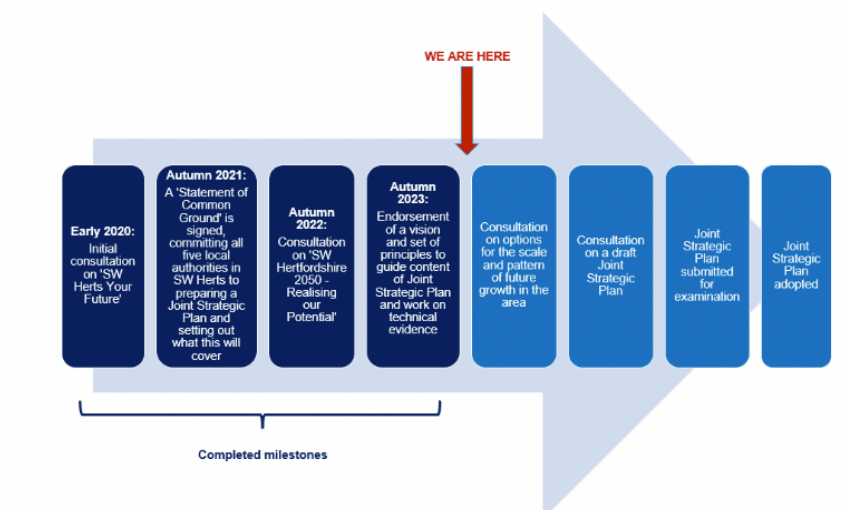 WE ARE HERE
Early 2020:
Initial
consultation
on 'SW
Herts Your
Future'
Autumn 2021:
A 'Statement of
Common
Ground' is
signed,
committing all
five local
authorities in
SW Herts to
preparing a
Joint Strategic
Plan and
setting out
what this will
cover
Autumn
2022:
Consultation
on 'SW
Hertfordshire
2050 -
Realising
our
Potential'
Autumn
2023:
Endorsement
of a vision
and set of
principles to
guide content
of Joint
Strategic Plan
and work on
technical
evidence
Consultation
on options
for the scale
and pattern
of future
growth in the
area
Consultation
on a draft
Joint
Strategic
Plan
Joint
Strategic
Plan
submitted
for
examination
Joint
Strategic
Plan
adopted
Completed milestones